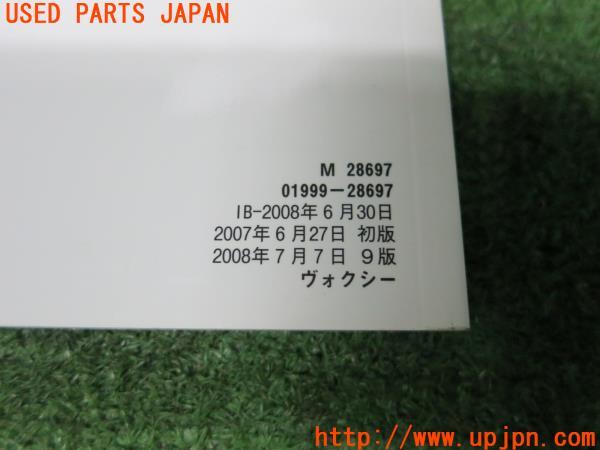 USED PARTS JAPAN
M 28697
01999-28697
IB-2008年6月30日
2007年6月27日 初版
2008年7月7日 9版
ヴォクシー
http://www.upjpn.com